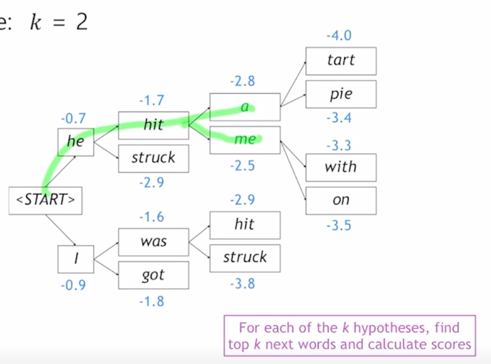 e: k = 2
-4.0
tart
-2.8
a
pie
-3.4
-1.7
hit
-0.7
he
me
-2.5
-3.3
with
struck
-2.9
on
-3.5
<START>
-1.6
was
-2.9
hit
I
-0.9
got
-1.8
struck
-3.8
For each of the k hypotheses, find
top k next words and calculate scores